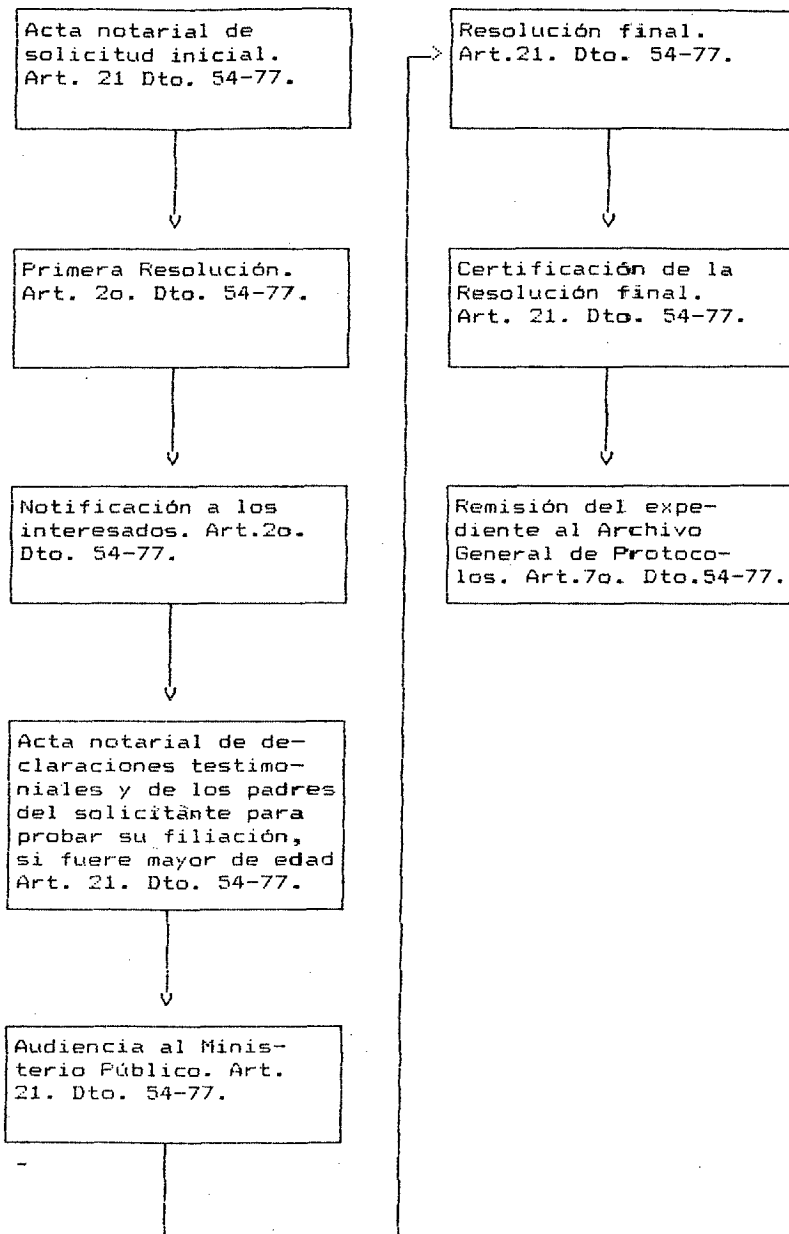 Acta notarial de
solicitud inicial.
Art. 21 Dto. 54-77.
Primera Resolución.
Art. 2o. Dto. 54-77.
Notificación a los
interesados. Art.2o.
Dto. 54-77.
Acta notarial de de-
claraciones testimo-
niales y de los padres
del solicitante para
probar su filiación,
si fuere mayor de edad
Art. 21. Dto. 54-77.
Audiencia al Minis-
terio Público. Art.
21. Dto. 54-77.
Resolución final.
Art.21. Dto. 54-77.
Certificación de la
Resolución final.
Art. 21. Dto. 54-77.
Remisión del expe-
diente al Archivo
General de Protoco-
los. Art.7o. Dto.54-77.